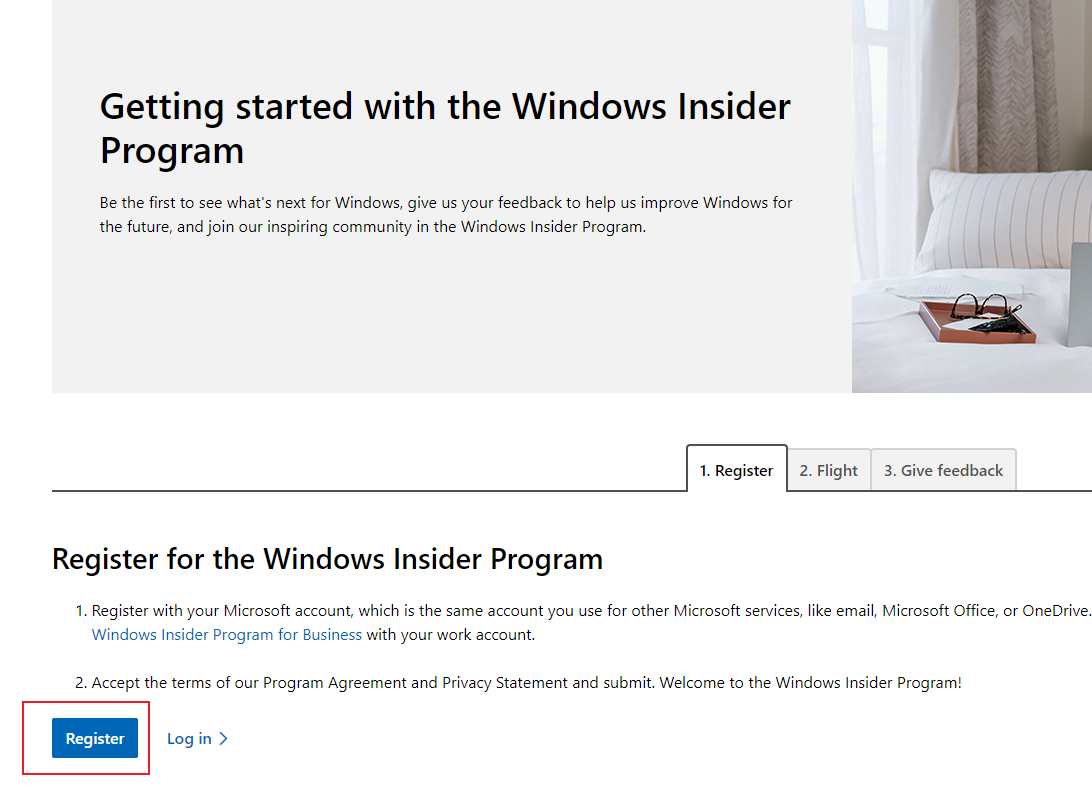 Getting started with the Windows Insider
Program
Be the first to see what's next for Windows, give us your feedback to help us improve Windows for
the future, and join our inspiring community in the Windows Insider Program.
1. Register
2. Flight
3. Give feedback
Register for the Windows Insider Program
1. Register with your Microsoft account, which is the same account you use for other Microsoft services, like email, Microsoft Office, or OneDrive.
Windows Insider Program for Business with your work account.
2. Accept the terms of our Program Agreement and Privacy Statement and submit. Welcome to the Windows Insider Program!
Register
Log in